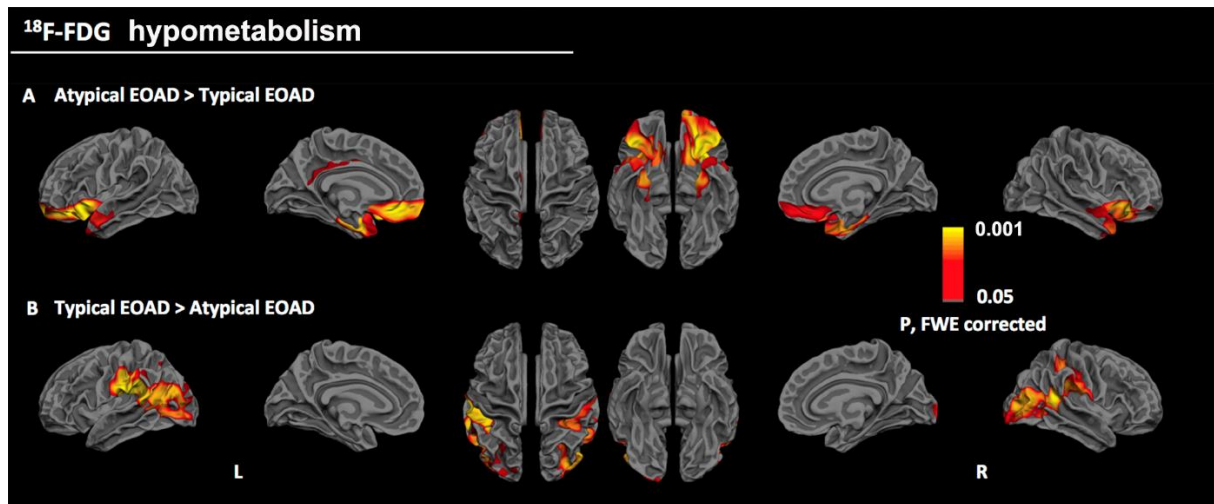 ¹⁸F-FDG hypometabolism
A Atypical EOAD > Typical EOAD
0.001
0.05
P, FWE corrected
B Typical EOAD > Atypical EOAD
L
R